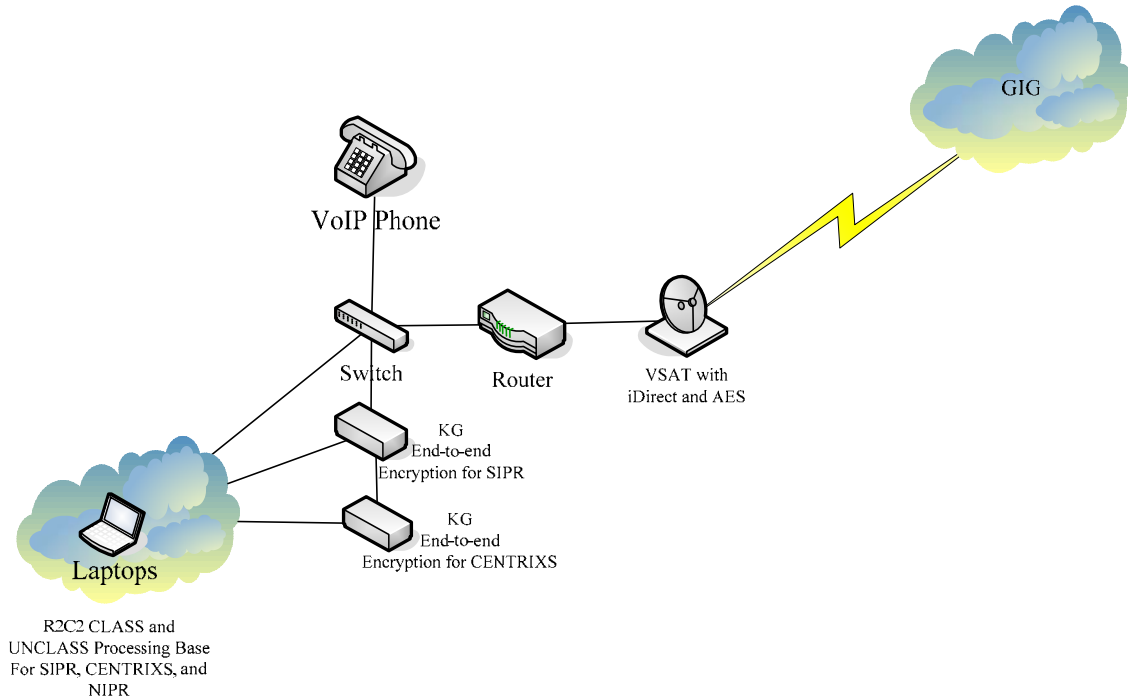 GIG
VoIP Phone
Switch
Router
VSAT with
iDirect and AES
KG
End-to-end
Encryption for SIPR
KG
End-to-end
Encryption for CENTRIXS
Laptops
R2C2 CLASS and
UNCLASS Processing Base
For SIPR, CENTRIXS, and
NIPR